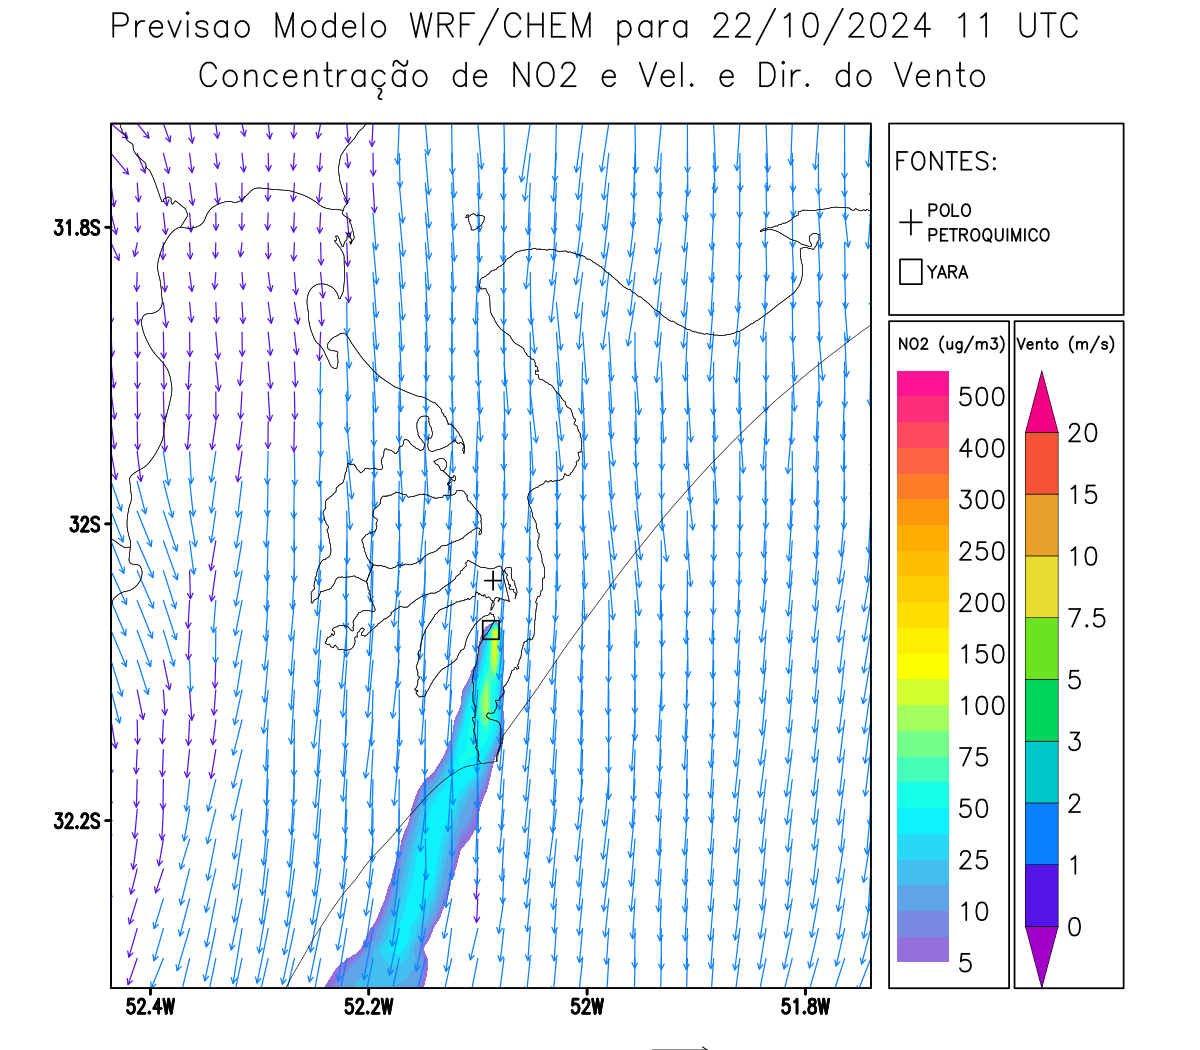 Previsao Modelo WRF/CHEM para 22/10/2024 11 UTC
Concentração de NO2 e Vel. e Dir. do Vento
FONTES:
POLO
PETROQUIMICO
YARA
NO2 (ug/m3)
500
400
300
250
200
150
100
75
50
25
10
5
Vento (m/s)
20
15
10
7.5
5
3
2
1
0
31.8S
32S
32.2S
52.4W
52.2W
52W
51.8W